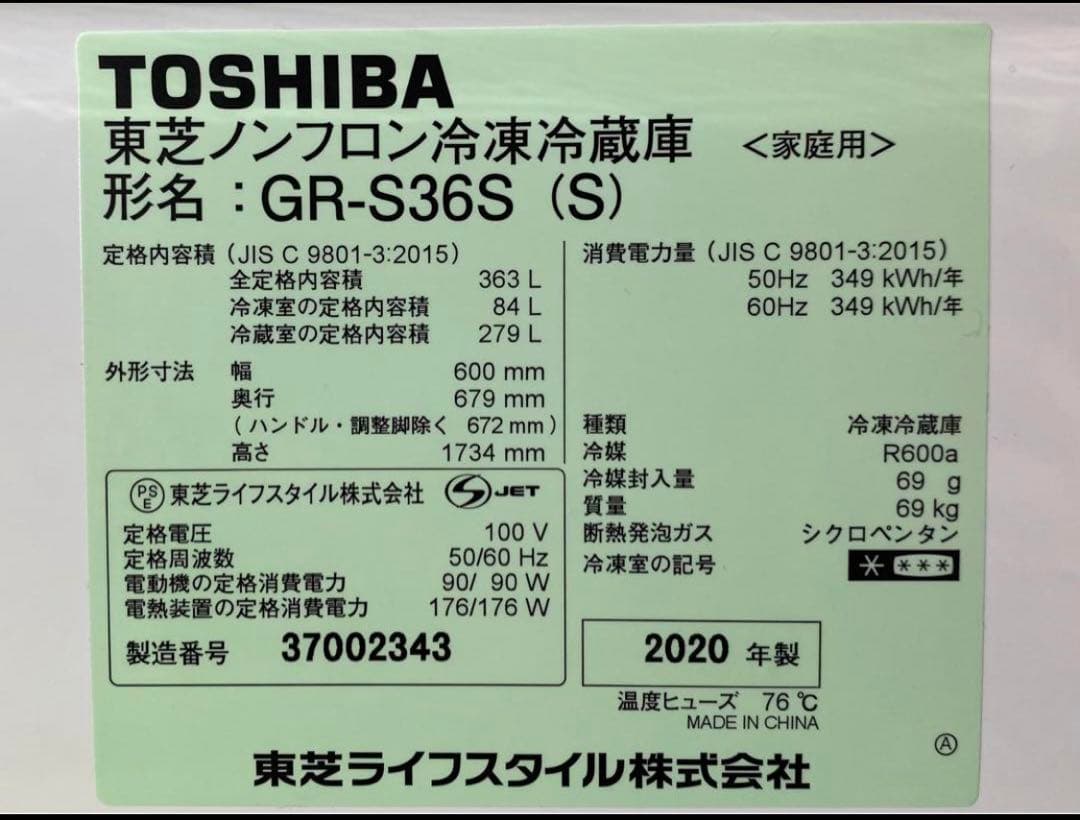 TOSHIBA
東芝ノンフロン冷凍冷蔵庫 <家庭用>
形名:GR-S36S (S)
定格内容積 (JIS C 9801-3:2015)
全定格内容積 363 L
冷凍室の定格内容積 84 L
冷蔵室の定格内容積 279 L
外形寸法 幅 600 mm
奥行 679 mm
(ハンドル・調整脚除く 672 mm)
高さ 1734 mm
消費電力量 (JIS C 9801-3:2015)
50Hz 349 kWh/年
60Hz 349 kWh/年
種類 冷凍冷蔵庫
冷媒 R600a
冷媒封入量 69 g
質量 69 kg
断熱発泡ガス シクロペンタン
冷凍室の記号 * ***
PSE 東芝ライフスタイル株式会社 S JET
定格電圧 100 V
定格周波数 50/60 Hz
電動機の定格消費電力 90/ 90 W
電熱装置の定格消費電力 176/176 W
製造番号 37002343
2020 年製
温度ヒューズ 76 ℃
MADE IN CHINA
Ⓐ
東芝ライフスタイル株式会社